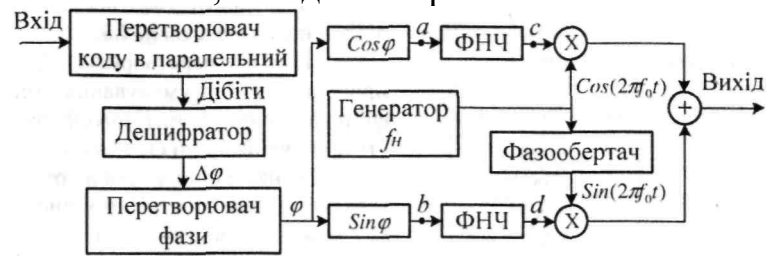 Вхід
Перетворювач
коду в паралельний
Дібіти
Дешифратор
Δφ
Перетворювач
фази
φ
Cosφ
a
ФНЧ
c
X
Генератор
fн
Cos(2πf₀t)
Фазообертач
Sin(2πf₀t)
Sinφ
b
ФНЧ
d
X
+
Вихід